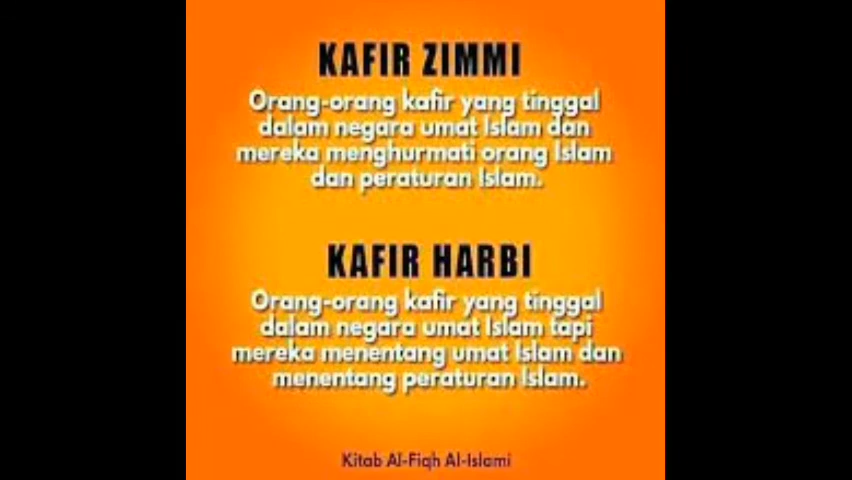 KAFIR ZIMMI
Orang-orang kafir yang tinggal
dalam negara umat Islam dan
mereka menghurmati orang Islam
dan peraturan Islam.
KAFIR HARBI
Orang-orang kafir yang tinggal
dalam negara umat Islam tapi
mereka menentang umat Islam dan
menentang peraturan Islam.
Kitab Al-Fiqh Al-Islami